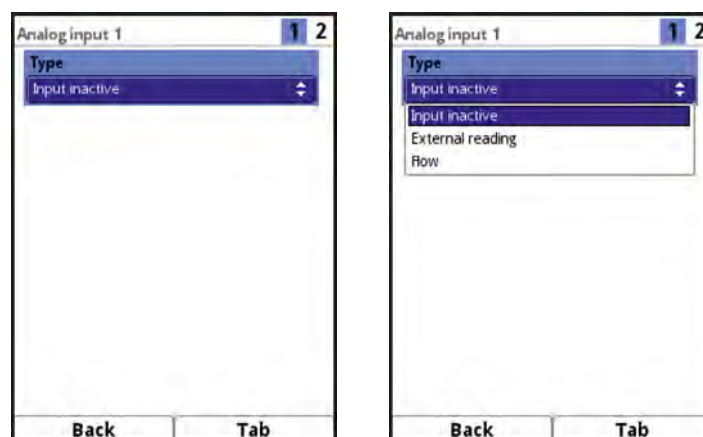 Analog input 1 1 2
Type
Input inactive
Back Tab
Analog input 1 1 2
Type
Input inactive
Input inactive
External reading
Flow
Back Tab